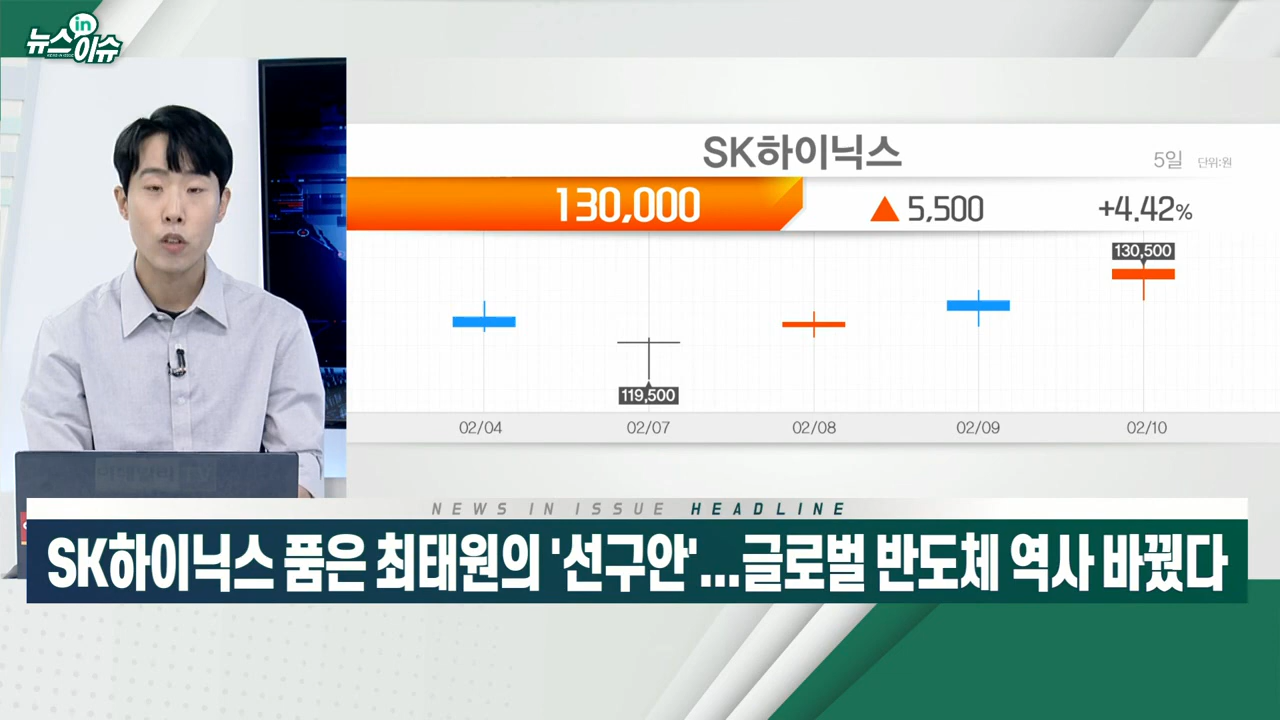 뉴스in이슈
SK하이닉스
5일 단위:원
130,000 ▲ 5,500 +4.42%
130,500
119,500
02/04 02/07 02/08 02/09 02/10
NEWS IN ISSUE HEADLINE
SK하이닉스 품은 최태원의 '선구안'...글로벌 반도체 역사 바꿨다